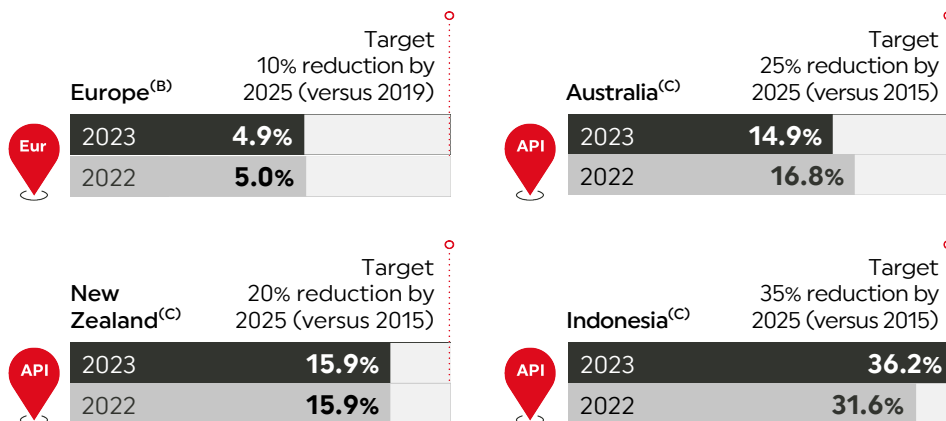 Target
10% reduction by
Europe(B) 2025 (versus 2019)
Eur
2023 4.9%
2022 5.0%
Target
25% reduction by
Australia(C) 2025 (versus 2015)
API
2023 14.9%
2022 16.8%
Target
New 20% reduction by
Zealand(C) 2025 (versus 2015)
API
2023 15.9%
2022 15.9%
Target
35% reduction by
Indonesia(C) 2025 (versus 2015)
API
2023 36.2%
2022 31.6%